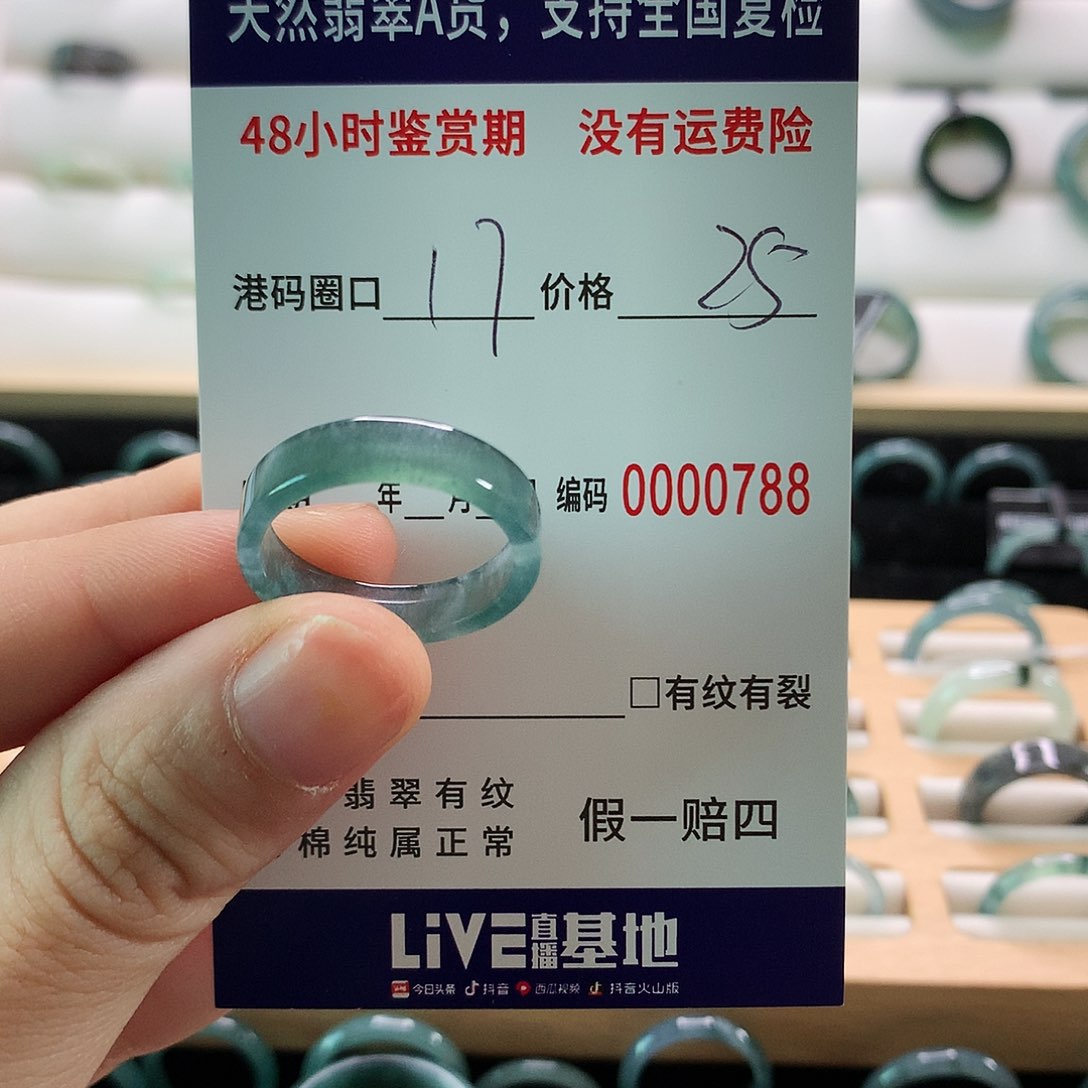 天然翡翠A货，支持全国复检
48小时鉴赏期 没有运费险
港码圈口 17 价格 25
年 月 编码 0000788
□有纹有裂
翡翠有纹
棉纯属正常
假一赔四
LiVE直播基地
今日头条 抖音 西瓜视频 抖音火山版